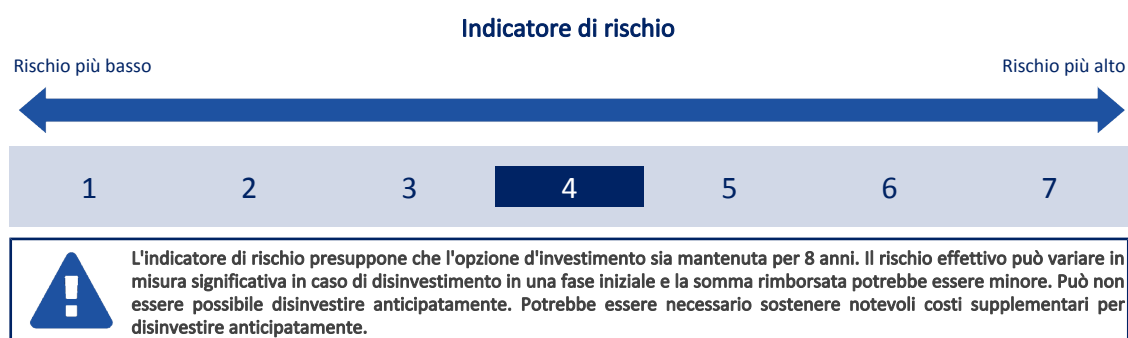 Indicatore di rischio
Rischio più basso
Rischio più alto
1 2 3 4 5 6 7
L'indicatore di rischio presuppone che l'opzione d'investimento sia mantenuta per 8 anni. Il rischio effettivo può variare in
misura significativa in caso di disinvestimento in una fase iniziale e la somma rimborsata potrebbe essere minore. Può non
essere possibile disinvestire anticipatamente. Potrebbe essere necessario sostenere notevoli costi supplementari per
disinvestire anticipatamente.